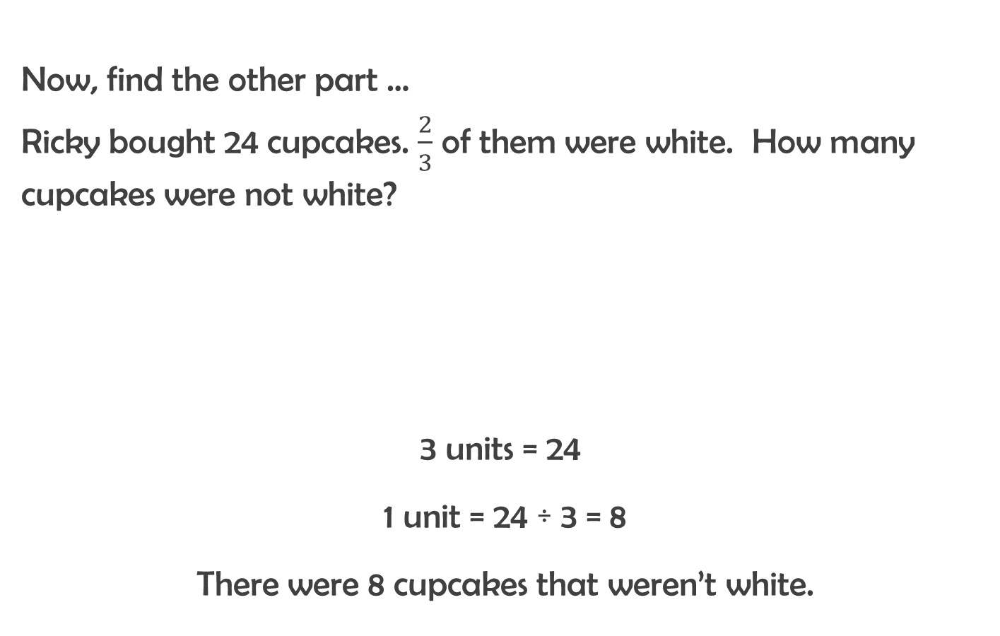 Now, find the other part ...
Ricky bought 24 cupcakes. 2/3 of them were white. How many
cupcakes were not white?
3 units = 24
1 unit = 24 ÷ 3 = 8
There were 8 cupcakes that weren’t white.